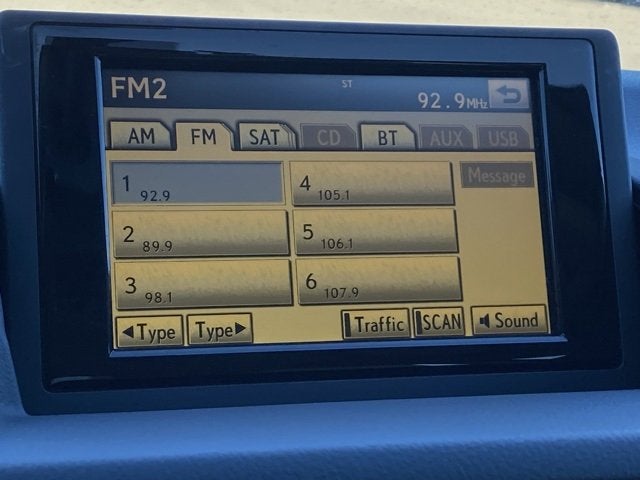 FM2
ST
92.9MHz
AM FM SAT CD BT AUX USB
1 92.9
4 105.1
Message
2 89.9
5 106.1
3 98.1
6 107.9
◀Type Type▶ Traffic SCAN Sound